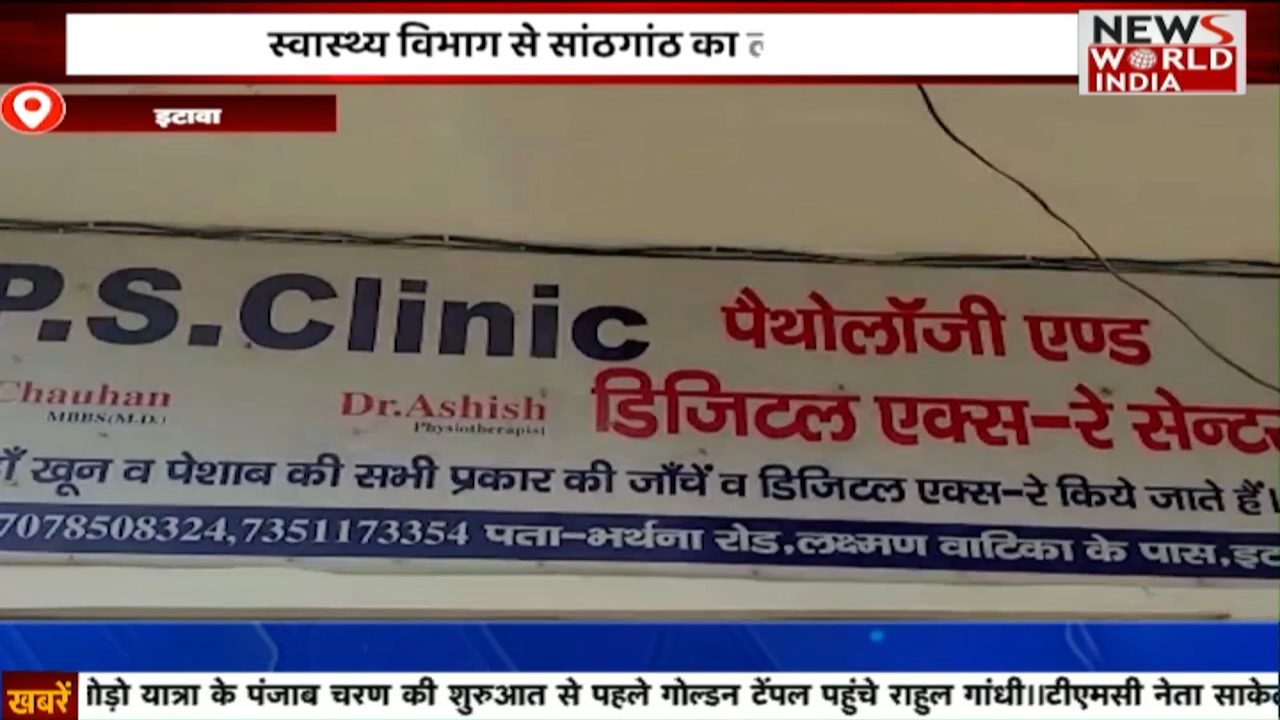 स्वास्थ्य विभाग से सांठगांठ का
NEWS
WORLD
INDIA
इटावा
P.S.Clinic
पैथोलॉजी एण्ड
Chauhan
MBBS(M.D.)
Dr.Ashish
Physiotherapist
डिजिटल एक्स-रे सेन्टर
खून व पेशाब की सभी प्रकार की जाँचें व डिजिटल एक्स-रे किये जाते हैं।
7078508324,7351173354 पता-भर्थना रोड,लक्ष्मण वाटिका के पास,
खबरें
यात्रा के पंजाब चरण की शुरुआत से पहले गोल्डन टेंपल पहुंचे राहुल गांधी।।टीएमसी नेता